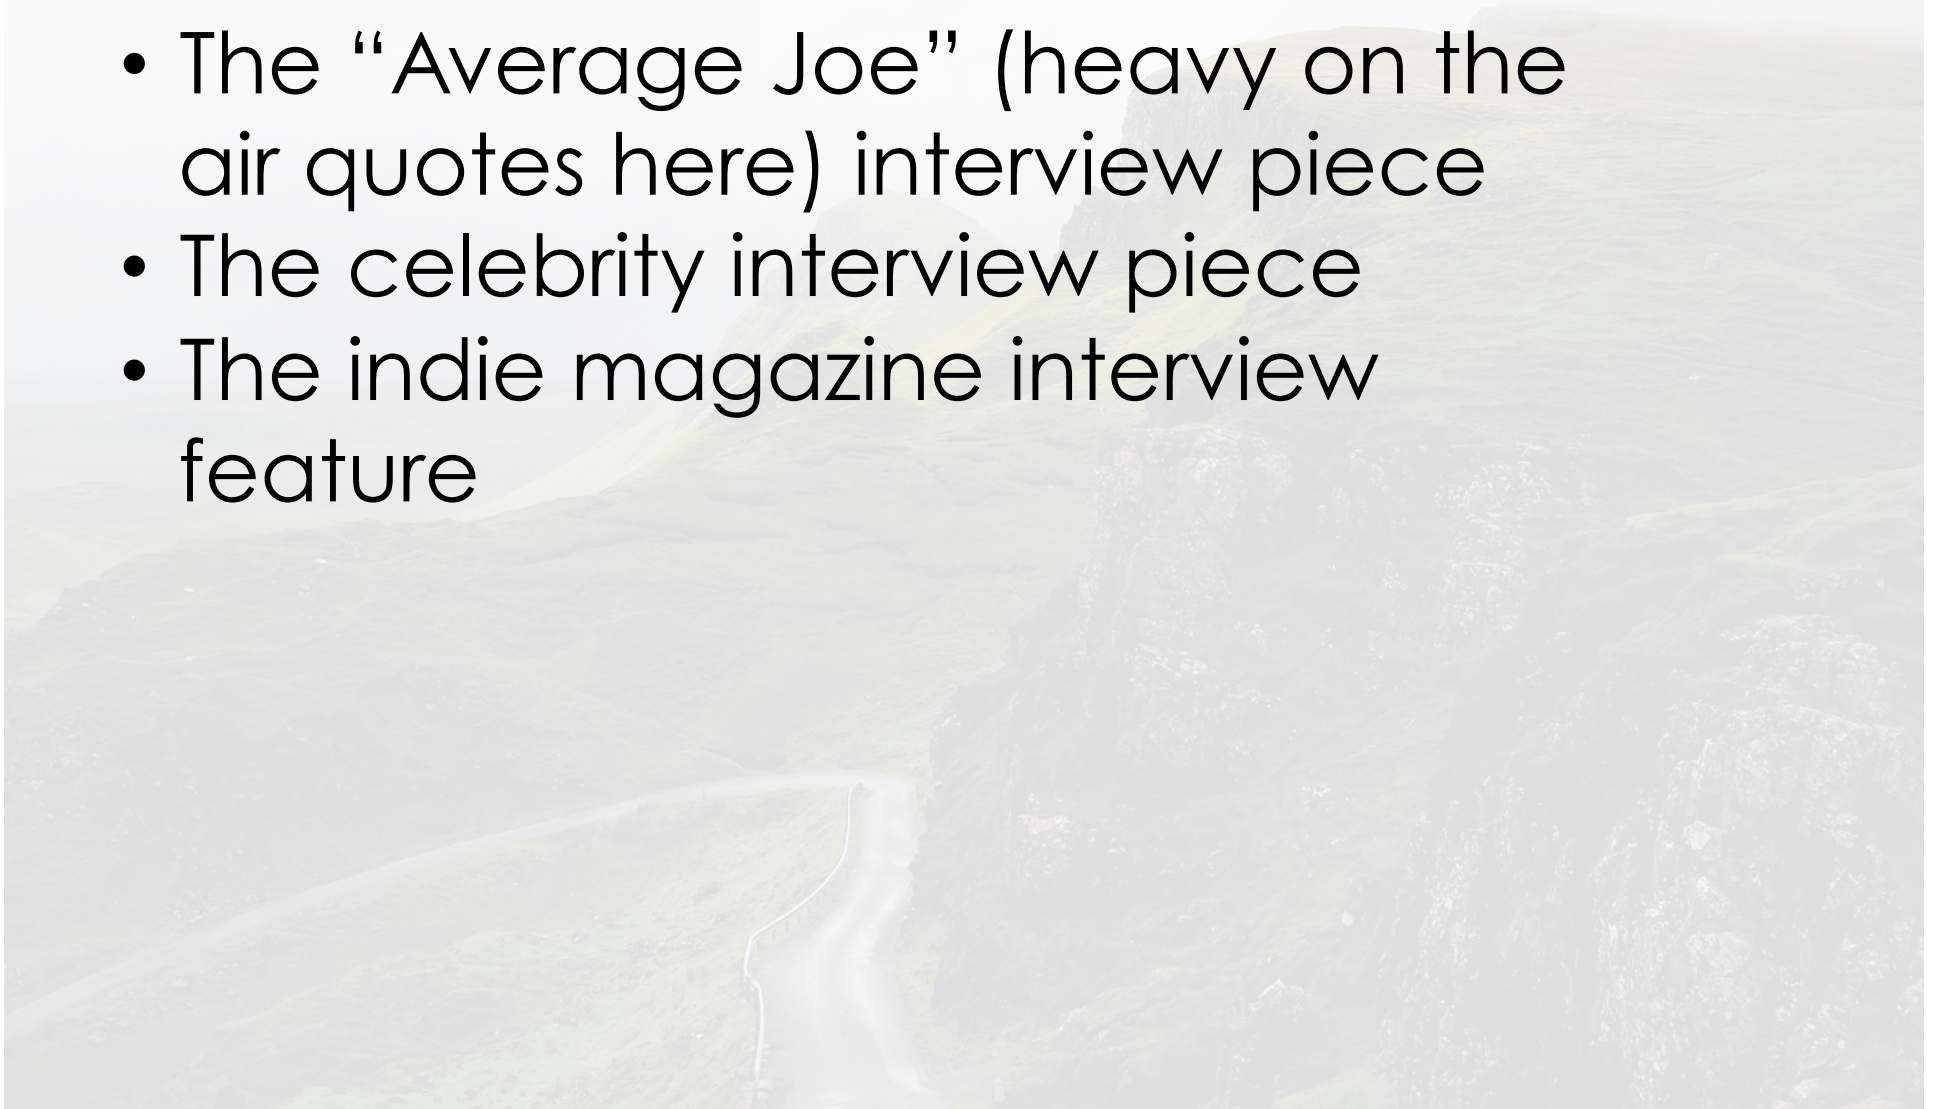 • The “Average Joe” (heavy on the
air quotes here) interview piece
• The celebrity interview piece
• The indie magazine interview
feature